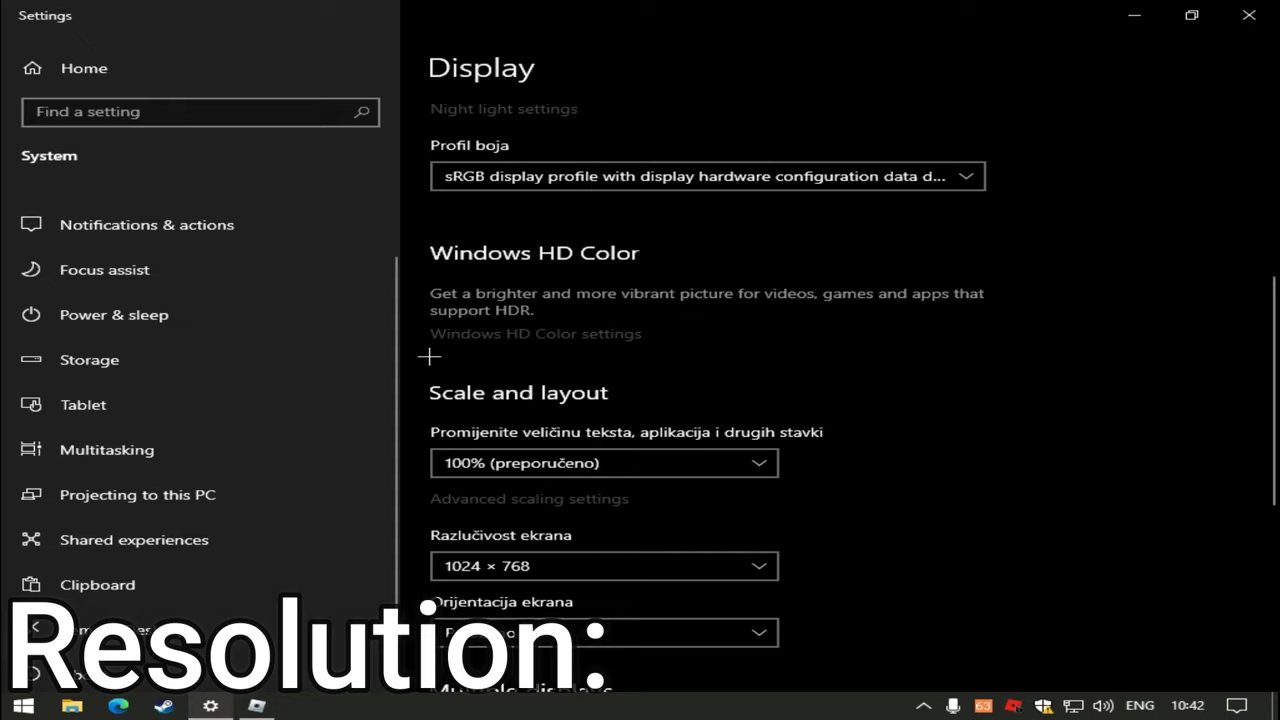 Settings
Home
Find a setting
System
Notifications & actions
Focus assist
Power & sleep
Storage
Tablet
Multitasking
Projecting to this PC
Shared experiences
Clipboard
Display
Night light settings
Profil boja
sRGB display profile with display hardware configuration data d...
Windows HD Color
Get a brighter and more vibrant picture for videos, games and apps that
support HDR.
Windows HD Color settings
Scale and layout
Promijenite veličinu teksta, aplikacija i drugih stavki
100% (preporučeno)
Advanced scaling settings
Razlučivost ekrana
1024 × 768
Orijentacija ekrana
Multiple displays
Resolution:
63
ENG
10:42